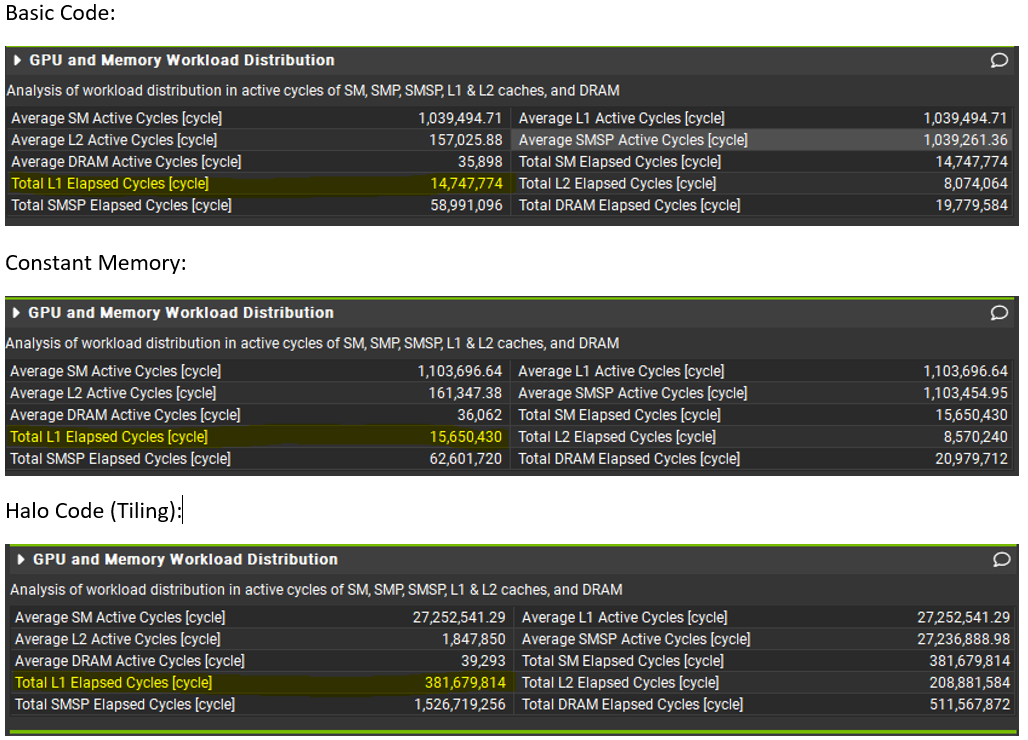 Basic Code:
GPU and Memory Workload Distribution
Analysis of workload distribution in active cycles of SM, SMP, SMSP, L1 & L2 caches, and DRAM
Average SM Active Cycles [cycle] 1,039,494.71 Average L1 Active Cycles [cycle] 1,039,494.71
Average L2 Active Cycles [cycle] 157,025.88 Average SMSP Active Cycles [cycle] 1,039,261.36
Average DRAM Active Cycles [cycle] 35,898 Total SM Elapsed Cycles [cycle] 14,747,774
Total L1 Elapsed Cycles [cycle] 14,747,774 Total L2 Elapsed Cycles [cycle] 8,074,064
Total SMSP Elapsed Cycles [cycle] 58,991,096 Total DRAM Elapsed Cycles [cycle] 19,779,584
Constant Memory:
GPU and Memory Workload Distribution
Analysis of workload distribution in active cycles of SM, SMP, SMSP, L1 & L2 caches, and DRAM
Average SM Active Cycles [cycle] 1,103,696.64 Average L1 Active Cycles [cycle] 1,103,696.64
Average L2 Active Cycles [cycle] 161,347.38 Average SMSP Active Cycles [cycle] 1,103,454.95
Average DRAM Active Cycles [cycle] 36,062 Total SM Elapsed Cycles [cycle] 15,650,430
Total L1 Elapsed Cycles [cycle] 15,650,430 Total L2 Elapsed Cycles [cycle] 8,570,240
Total SMSP Elapsed Cycles [cycle] 62,601,720 Total DRAM Elapsed Cycles [cycle] 20,979,712
Halo Code (Tiling):
GPU and Memory Workload Distribution
Analysis of workload distribution in active cycles of SM, SMP, SMSP, L1 & L2 caches, and DRAM
Average SM Active Cycles [cycle] 27,252,541.29 Average L1 Active Cycles [cycle] 27,252,541.29
Average L2 Active Cycles [cycle] 1,847,850 Average SMSP Active Cycles [cycle] 27,236,888.98
Average DRAM Active Cycles [cycle] 39,293 Total SM Elapsed Cycles [cycle] 381,679,814
Total L1 Elapsed Cycles [cycle] 381,679,814 Total L2 Elapsed Cycles [cycle] 208,881,584
Total SMSP Elapsed Cycles [cycle] 1,526,719,256 Total DRAM Elapsed Cycles [cycle] 511,567,872